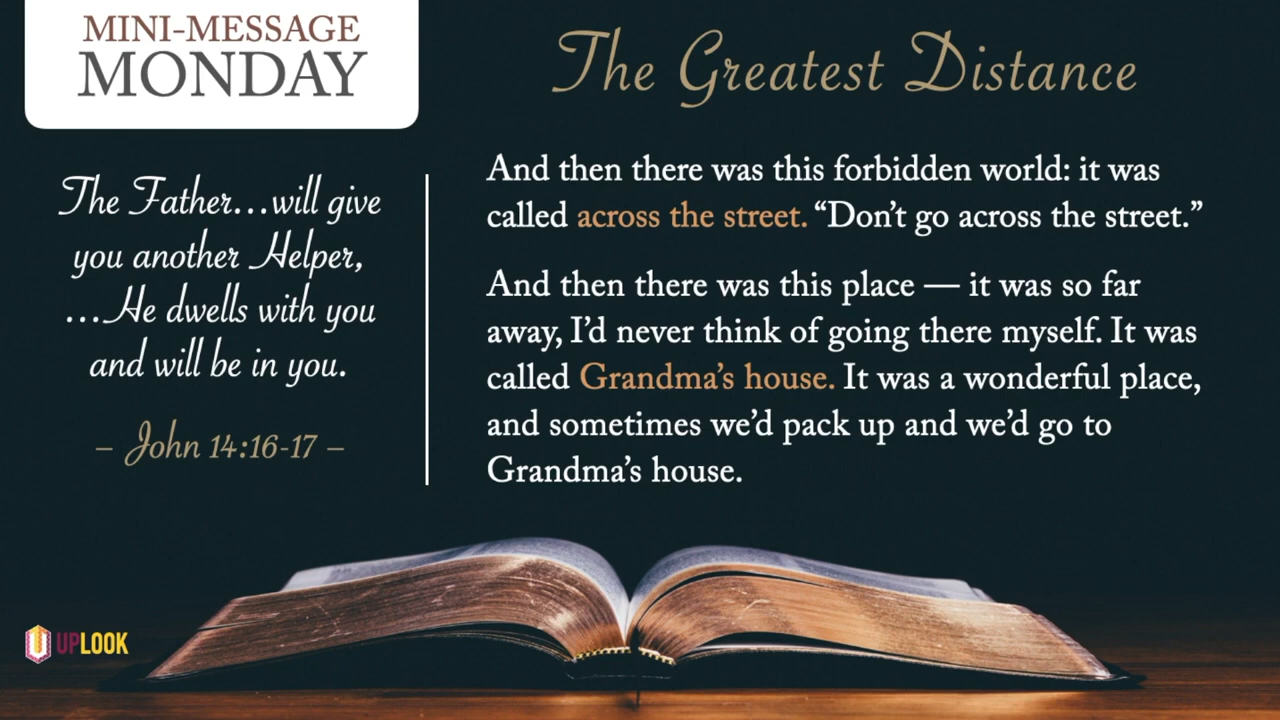 MINI-MESSAGE
MONDAY
The Greatest Distance
The Father...will give
you another Helper,
...He dwells with you
and will be in you.
– John 14:16-17 –
And then there was this forbidden world: it was
called across the street. “Don’t go across the street.”
And then there was this place — it was so far
away, I’d never think of going there myself. It was
called Grandma’s house. It was a wonderful place,
and sometimes we’d pack up and we’d go to
Grandma’s house.
UPLOOK